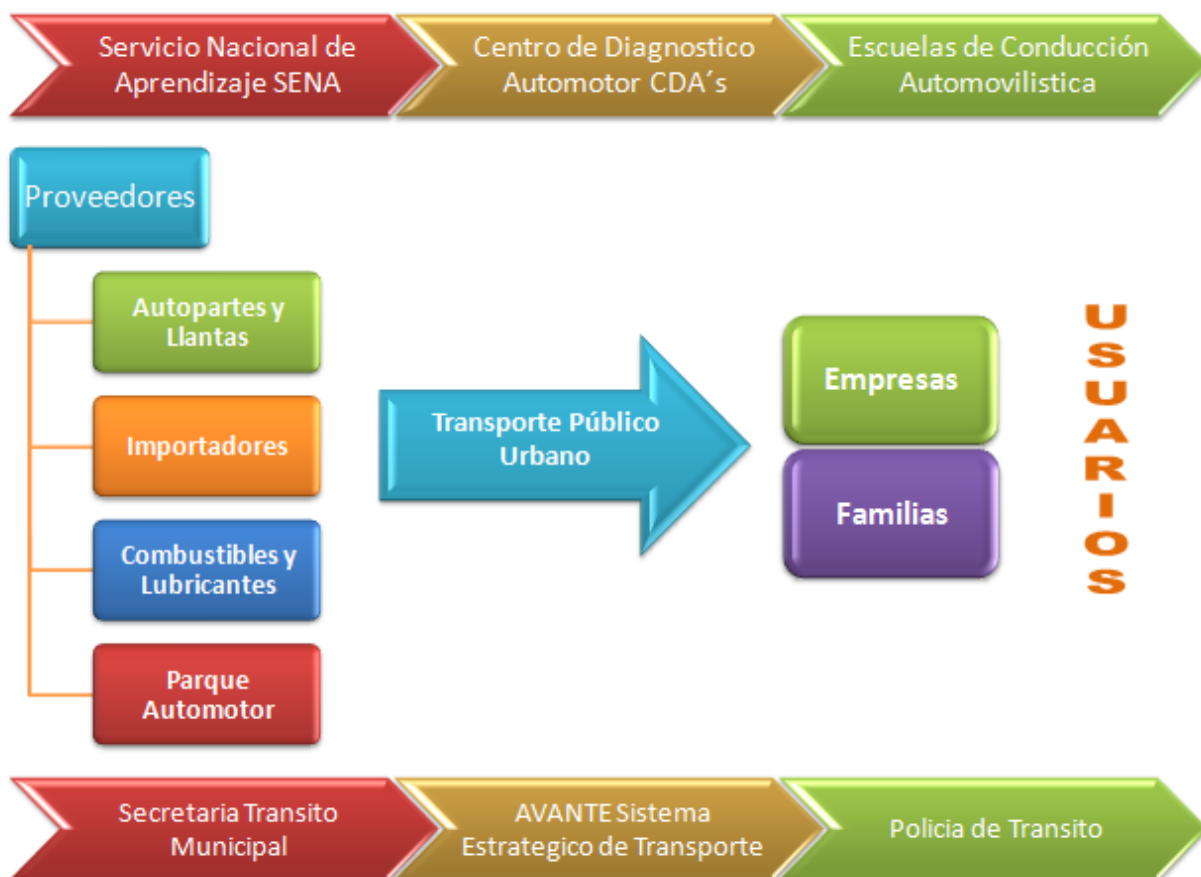 Servicio Nacional de
Aprendizaje SENA
Centro de Diagnostico
Automotor CDA´s
Escuelas de Conducción
Automovilistica
Proveedores
Autopartes y
Llantas
Importadores
Combustibles y
Lubricantes
Parque
Automotor
Transporte Público
Urbano
Empresas
Familias
USUARIOS
Secretaria Transito
Municipal
AVANTE Sistema
Estrategico de Transporte
Policia de Transito